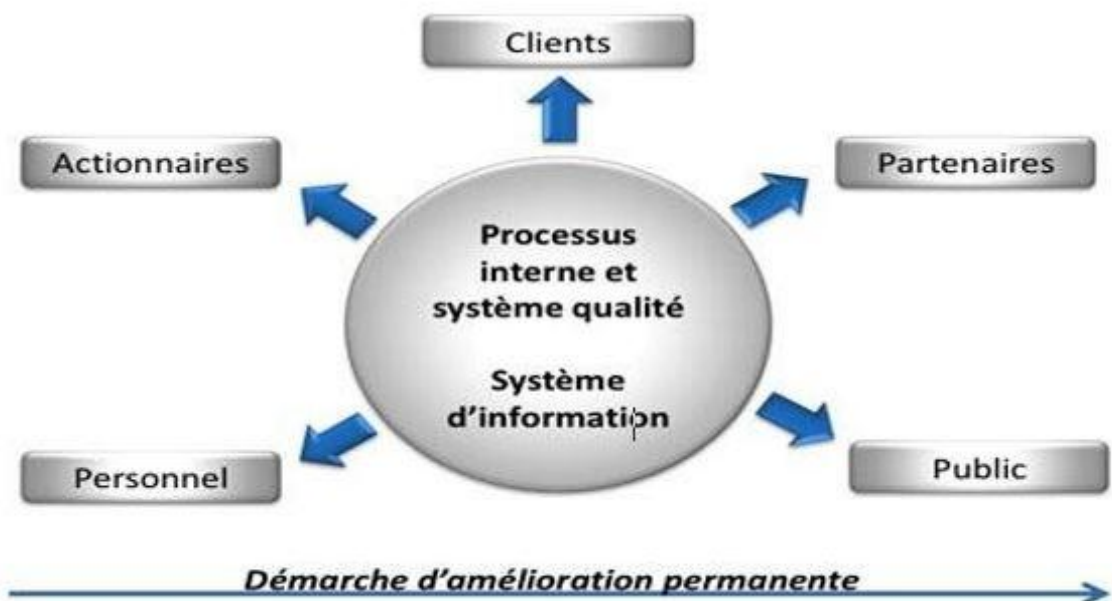 Clients
Actionnaires
Partenaires
Processus
interne et
système qualité
Système
d’information
Personnel
Public
Démarche d’amélioration permanente